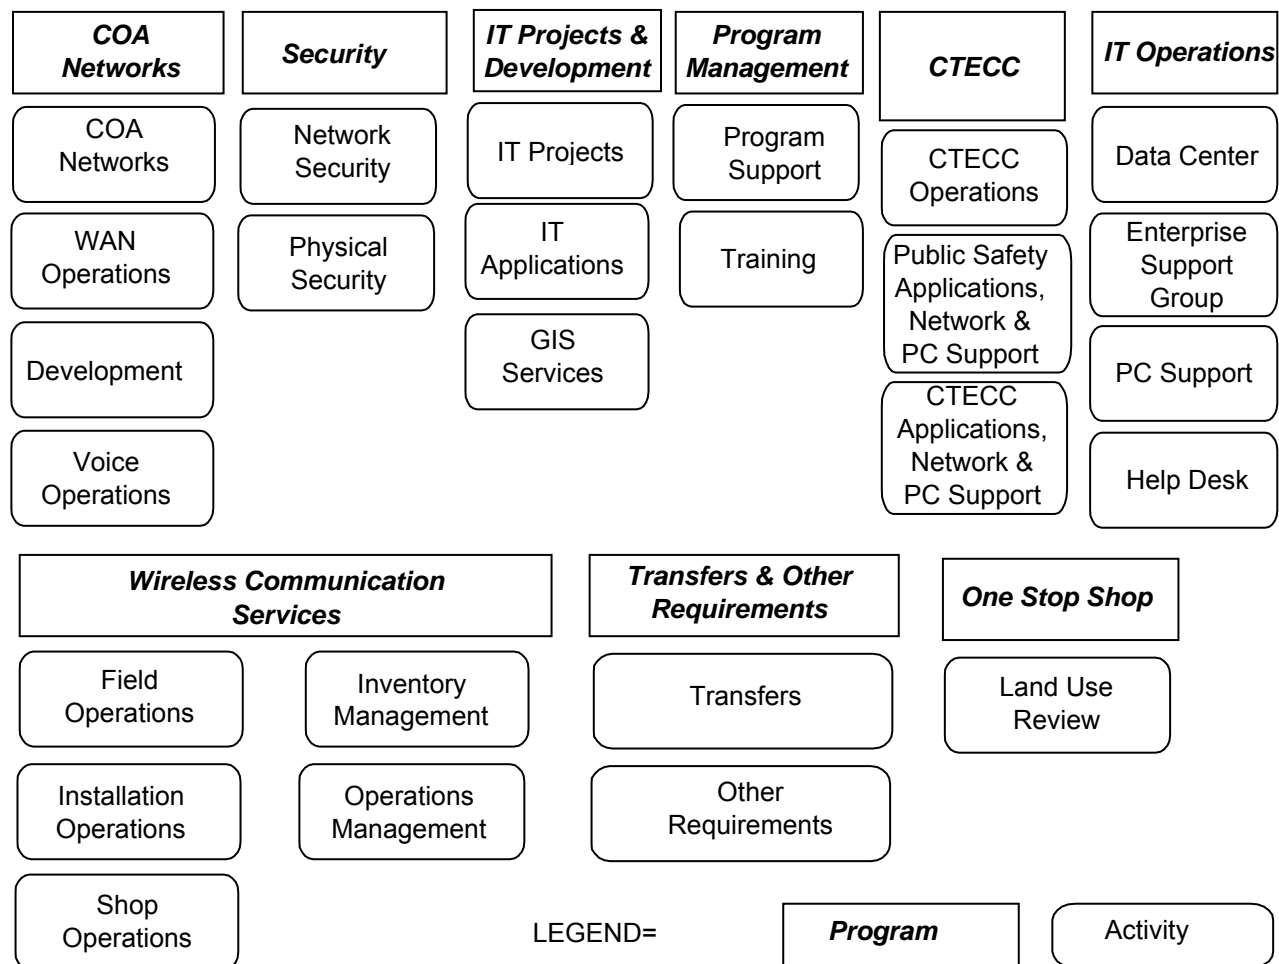 COA
Networks
Security
IT Projects &
Development
Program
Management
CTECC
IT Operations
COA
Networks
WAN
Operations
Development
Voice
Operations
Network
Security
Physical
Security
IT Projects
IT
Applications
GIS
Services
Program
Support
Training
CTECC
Operations
Public Safety
Applications,
Network &
PC Support
CTECC
Applications,
Network &
PC Support
Data Center
Enterprise
Support
Group
PC Support
Help Desk
Wireless Communication
Services
Transfers & Other
Requirements
One Stop Shop
Field
Operations
Installation
Operations
Shop
Operations
Inventory
Management
Operations
Management
Transfers
Other
Requirements
Land Use
Review
LEGEND=
Program
Activity